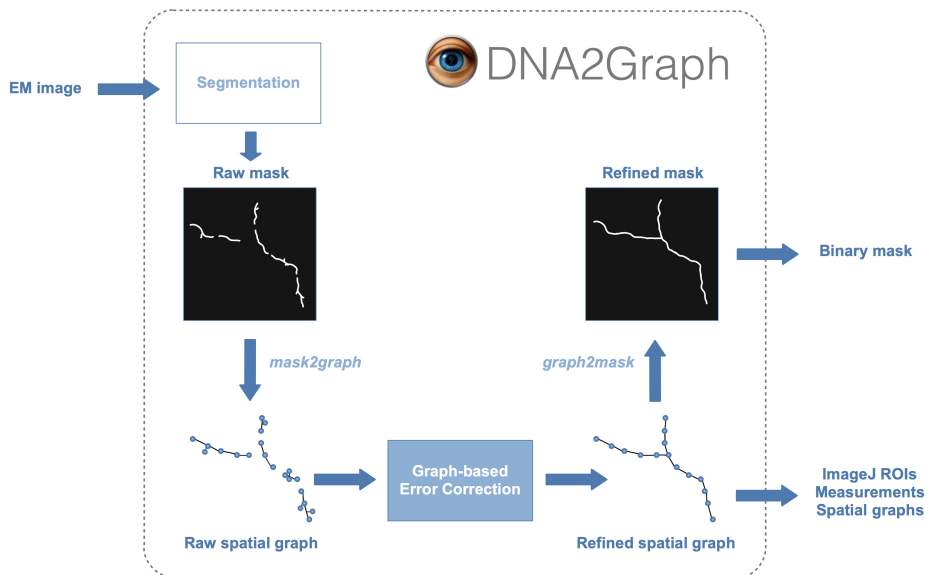 DNA2Graph
EM image
Segmentation
Raw mask
Refined mask
Binary mask
mask2graph
graph2mask
Graph-based
Error Correction
ImageJ ROIs
Measurements
Spatial graphs
Raw spatial graph
Refined spatial graph